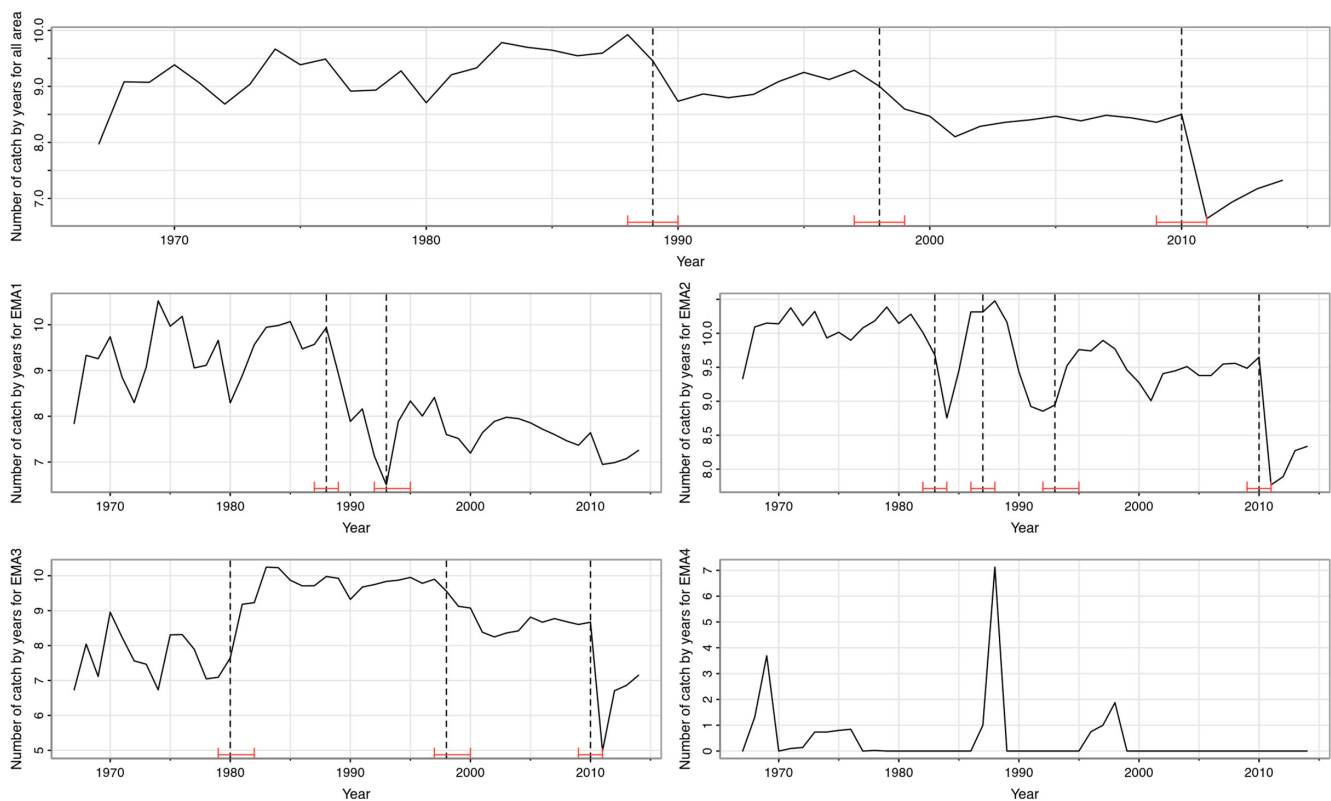 Number of catch by years for all area
10.0
9.0
8.0
7.0
1970 1980 1990 2000 2010
Year
Number of catch by years for EMA1
10
9
8
7
1970 1980 1990 2000 2010
Year
Number of catch by years for EMA2
10.0
9.5
9.0
8.5
8.0
1970 1980 1990 2000 2010
Year
Number of catch by years for EMA3
10
9
8
7
6
5
1970 1980 1990 2000 2010
Year
Number of catch by years for EMA4
7
6
5
4
3
2
1
0
1970 1980 1990 2000 2010
Year